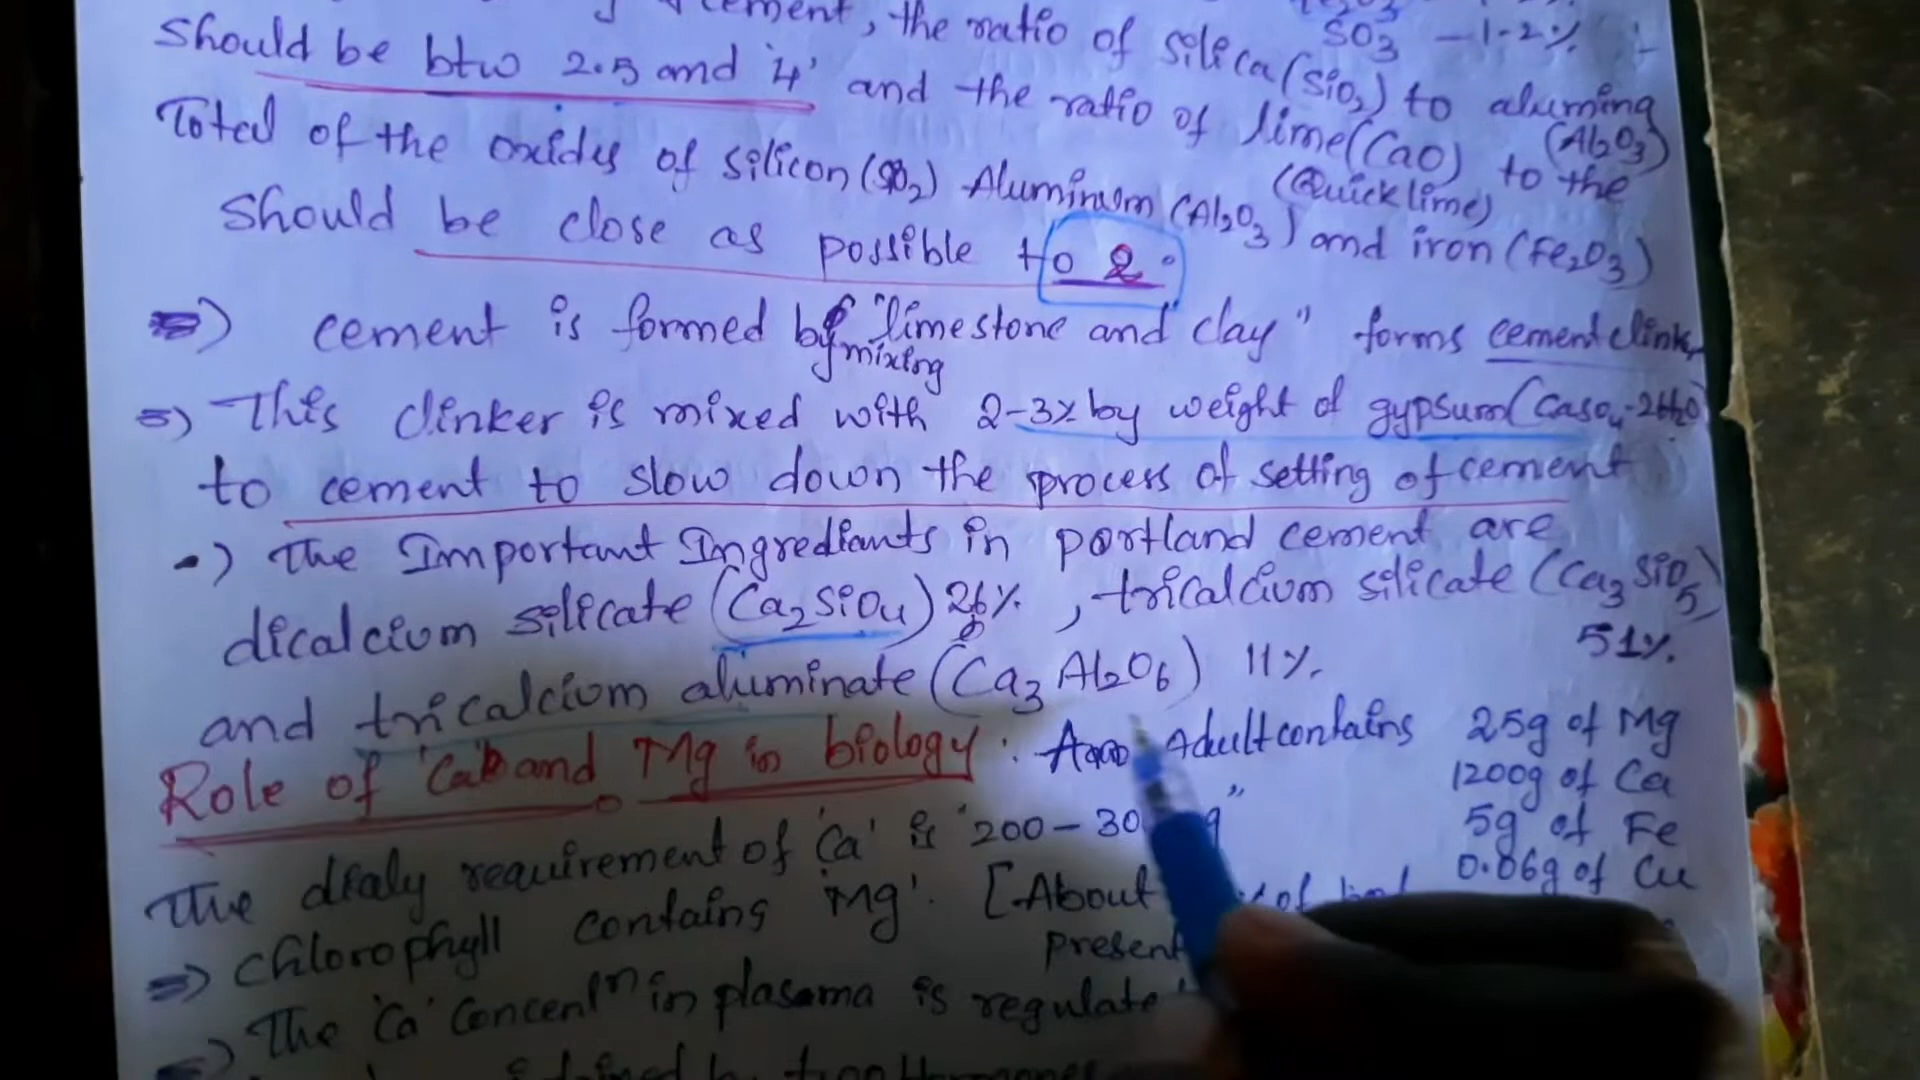 cement, the ratio of silica (SiO2) to alumina (Al2O3)
SO3 - 1-2%
should be btw 2.5 and '4' and the ratio of lime (CaO) to the
(Quick lime)
Total of the oxides of silicon (SiO2) Aluminium (Al2O3) and iron (Fe2O3)
should be close as possible to 2.
=> cement is formed by mixing "limestone and clay" forms cement clinker
=> This clinker is mixed with 2-3% by weight of gypsum (CaSO4.2H2O)
to cement to slow down the process of setting of cement
-) The Important Ingrediants in portland cement are
dicalcium silicate (Ca2SiO4) 26%, tricalcium silicate (Ca3SiO5)
51%.
and tricalcium aluminate (Ca3Al2O6) 11%.
Role of 'Ca' and Mg in biology : Adult contains 25g of Mg
1200g of Ca
5g of Fe
0.06g of Cu
The dialy requirement of 'Ca' is "200-30
=> chlorophyll contains 'Mg'. [About
present
=> The 'Ca' Concenⁿ in plasama is regulate